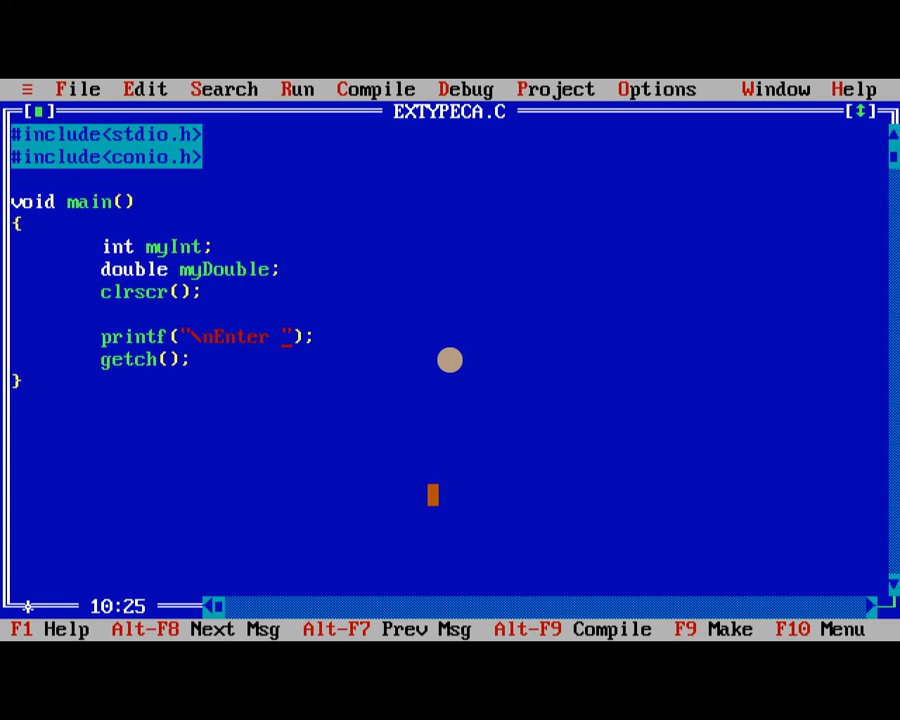 ≡ File Edit Search Run Compile Debug Project Options Window Help
[■] EXTYPECA.C [↕]
#include<stdio.h>
#include<conio.h>
void main()
{
int myInt;
double myDouble;
clrscr();
printf("\nEnter ");
getch();
}
10:25
F1 Help Alt-F8 Next Msg Alt-F7 Prev Msg Alt-F9 Compile F9 Make F10 Menu